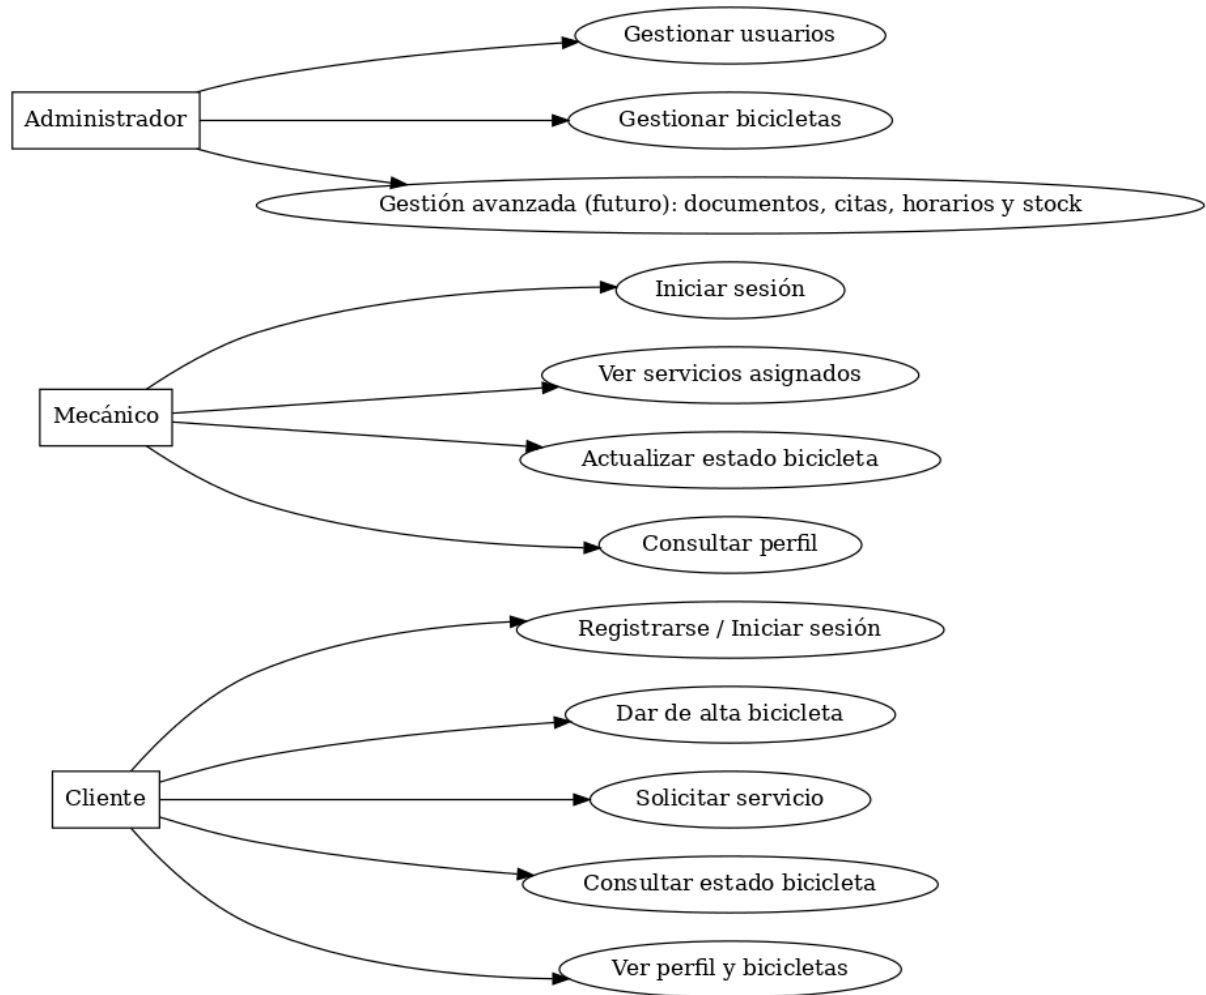 Gestionar usuarios
Administrador
Gestionar bicicletas
Gestión avanzada (futuro): documentos, citas, horarios y stock
Iniciar sesión
Ver servicios asignados
Mecánico
Actualizar estado bicicleta
Consultar perfil
Registrarse / Iniciar sesión
Dar de alta bicicleta
Cliente
Solicitar servicio
Consultar estado bicicleta
Ver perfil y bicicletas